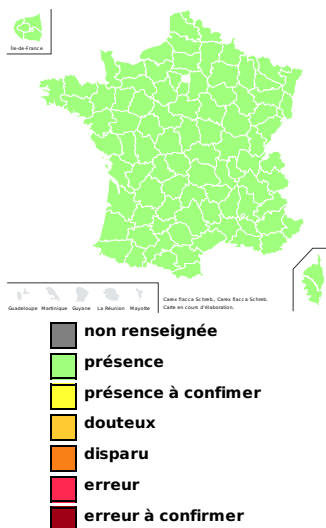 Île-de-France
Guadeloupe Martinique Guyane La Réunion Mayotte
Carex flacca Schreb., Carex flacca Schreb.
Carte en cours d'élaboration.
non renseignée
présence
présence à confimer
douteux
disparu
erreur
erreur à confirmer